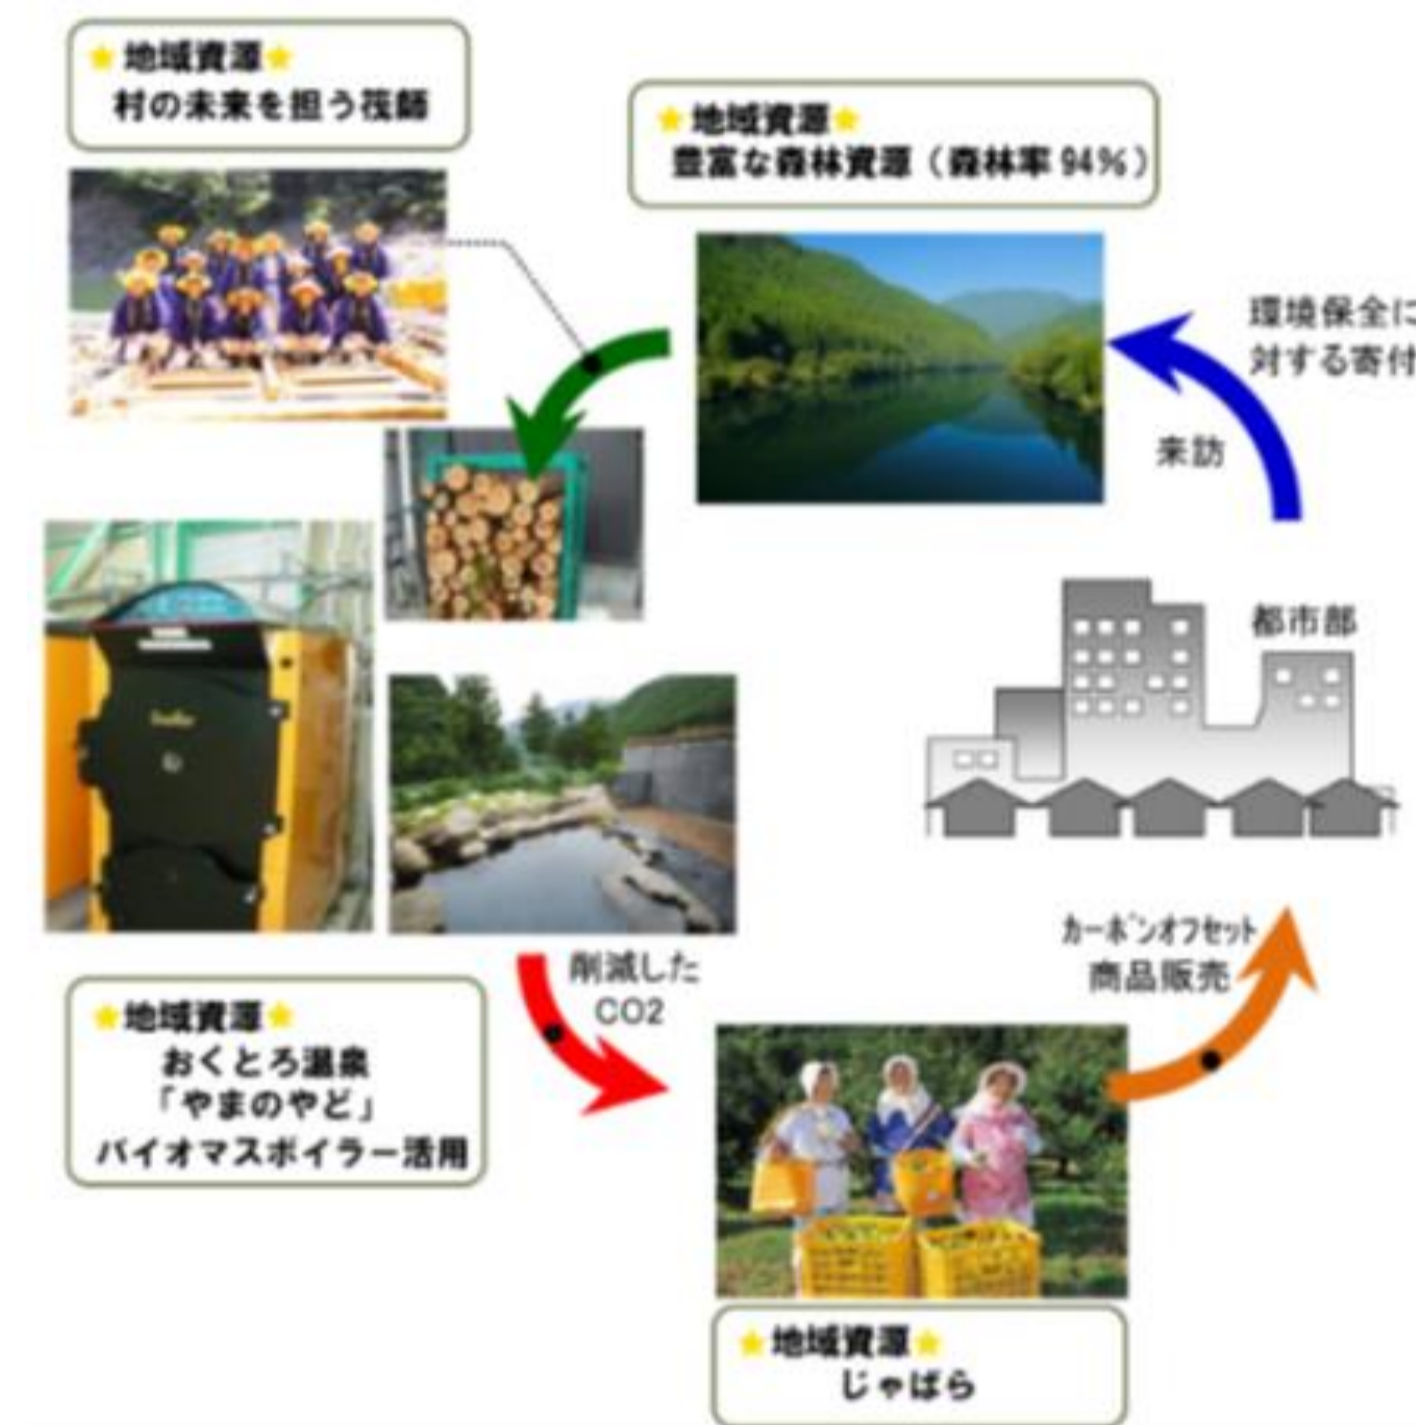 ★地域資源★
村の未来を担う筏師
★地域資源★
豊富な森林資源（森林率94%）
環境保全に
対する寄付
来訪
都市部
カーボンオフセット
商品販売
削減した
CO2
★地域資源★
おくとろ温泉
「やまのやど」
バイオマスボイラー活用
★地域資源★
じゃばら